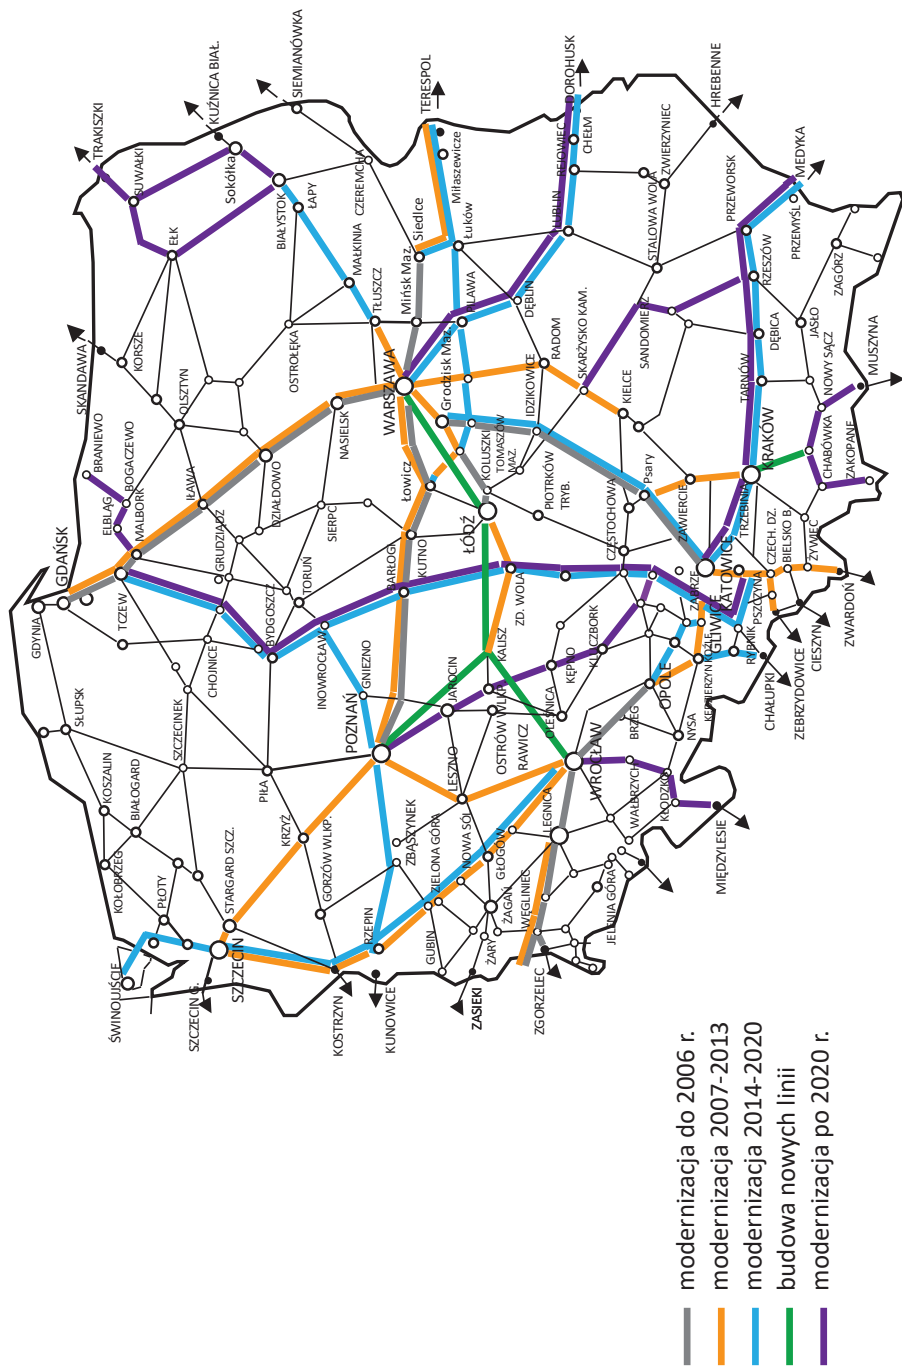 GDYNIA
GDAŃSK
TCZEW
SŁUPSK
KOSZALIN
BIAŁOGARD
KOŁOBRZEG
PŁOTY
ŚWINOUJŚCIE
SZCZECIN G.
SZCZECIN
STARGARD SZCZ.
SZCZECINEK
CHOJNICE
PIŁA
KRZYŻ
GORZÓW WLKP.
KOSTRZYN
KUNOWICE
RZEPIN
ZBĄSZYNEK
POZNAŃ
GNIEZNO
INOWROCŁAW
BYDGOSZCZ
TORUŃ
GRUDZIĄDZ
MALBORK
ELBLĄG
BOGACZEWO
BRANIEWO
SKANDAWA
KORSZE
OLSZTYN
IŁAWA
DZIAŁDOWO
SIERPC
NASIELSK
OSTROŁĘKA
EŁK
SUWAŁKI
TRAKISZKI
Sokółka
KUŹNICA BIAŁ.
SIEMIANÓWKA
BIAŁYSTOK
ŁAPY
CZEREMCHA
MAŁKINIA
TŁUSZCZ
WARSZAWA
Mińsk Maz.
Siedlce
Łuków
Miłaszewicze
TERESPOL
Grodzisk Maz.
Łowicz
BARŁOGI
KUTNO
ŁÓDŹ
KOLUSZKI
TOMASZÓW
MAZ.
IDZIKOWICE
PIOTRKÓW
TRYB.
PILAWA
DĘBLIN
RADOM
SKARŻYSKO KAM.
KIELCE
LUBLIN
REJOWIEC
CHEŁM
DOROHUSK
ZWIERZYNIEC
HREBENNE
STALOWA WOLA
SANDOMIERZ
PRZEWORSK
MEDYKA
PRZEMYŚL
RZESZÓW
ZAGÓRZ
JASŁO
DĘBICA
TARNÓW
NOWY SĄCZ
MUSZYNA
CHABÓWKA
ZAKOPANE
KRAKÓW
TRZEBINIA
Psary
ZAWIERCIE
CZĘSTOCHOWA
KATOWICE
ZABRZE
GLIWICE
CZECH. DZ.
BIELSKO B.
ŻYWIEC
PSZCZYNA
RYBNIK
ZWARDOŃ
CIESZYN
ZEBRZYDOWICE
CHAŁUPKI
KĘDZIERZYN KOŹLE
OPOLE
NYSA
BRZEG
KLUCZBORK
KĘPNO
OLEŚNICA
ZD. WOLA
KALISZ
JAROCIN
OSTRÓW WLKP.
LESZNO
RAWICZ
WROCŁAW
WAŁBRZYCH
KŁODZKO
MIĘDZYLESIE
LEGNICA
JELENIA GÓRA
WĘGLINIEC
ZGORZELEC
GŁOGÓW
NOWA SÓL
ZIELONA GÓRA
ŻAGAŃ
ŻARY
GUBIN
ZASIEKI
modernizacja do 2006 r.
modernizacja 2007-2013
modernizacja 2014-2020
budowa nowych linii
modernizacja po 2020 r.